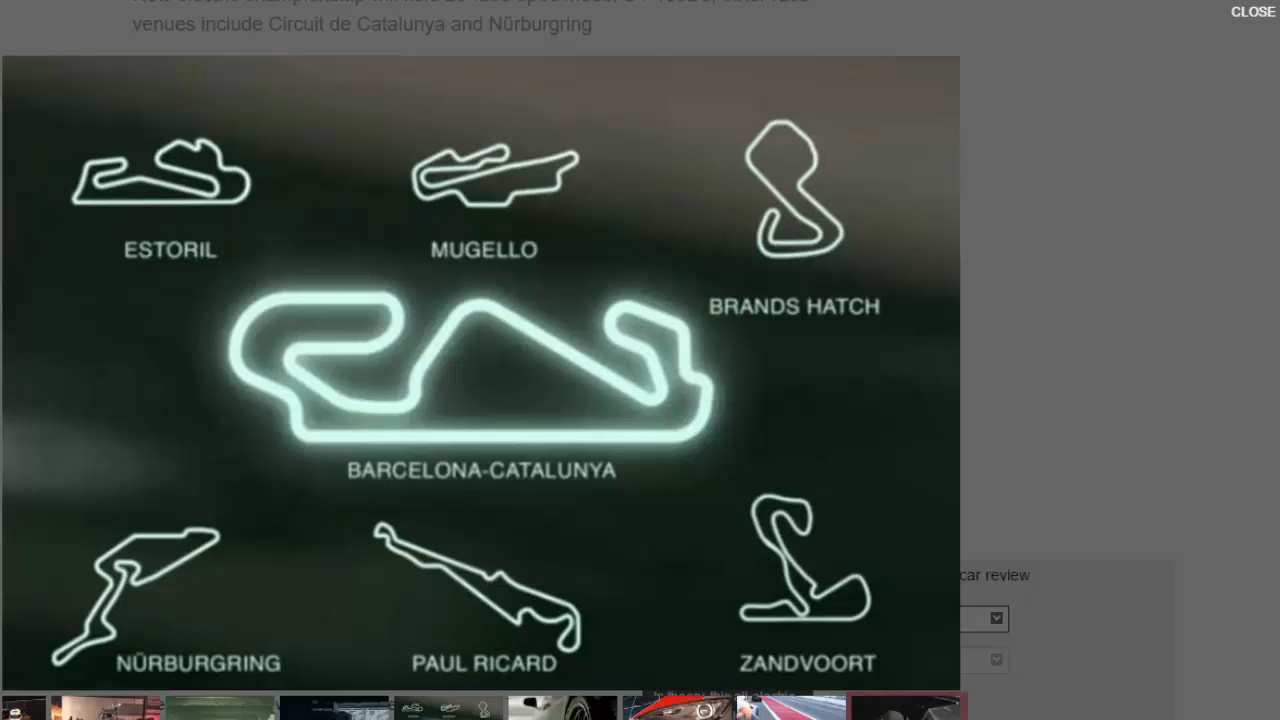 venues include Circuit de Catalunya and Nürburgring
CLOSE
ESTORIL
MUGELLO
BRANDS HATCH
BARCELONA-CATALUNYA
car review
NÜRBURGRING
PAUL RICARD
ZANDVOORT